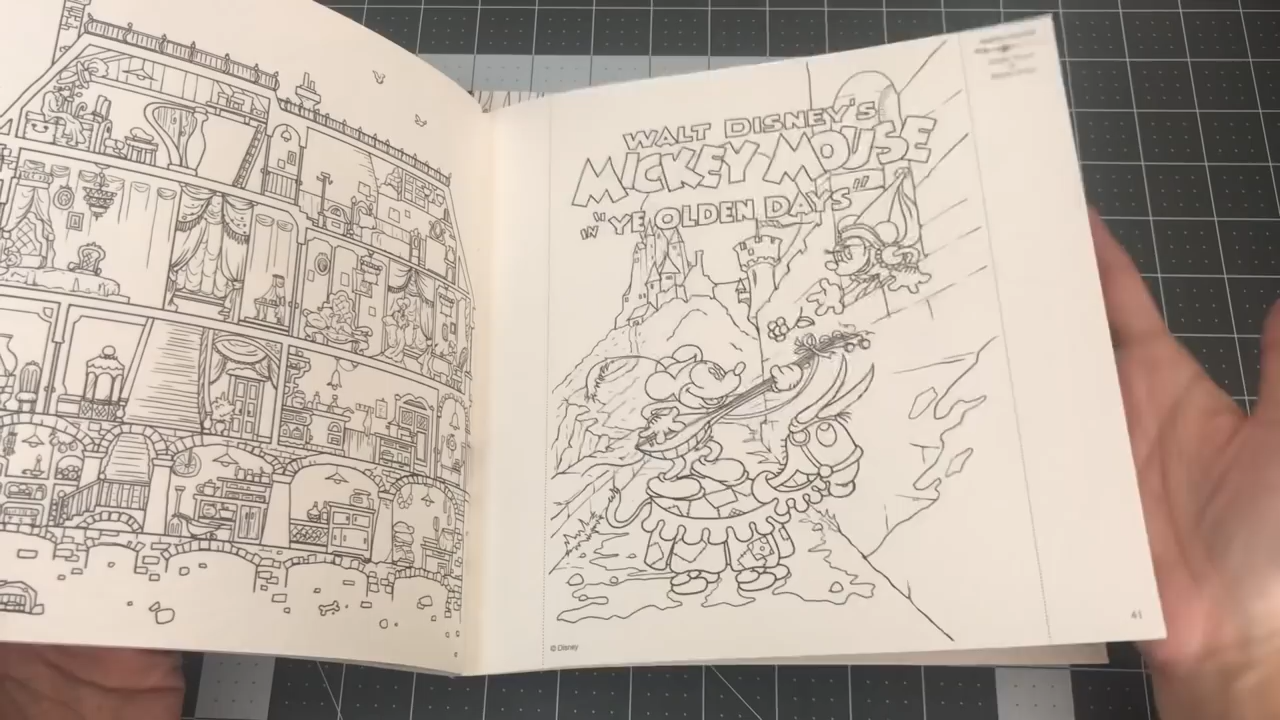 WALT DISNEY'S
MICKEY MOUSE
IN "YE OLDEN DAYS"
© Disney
41